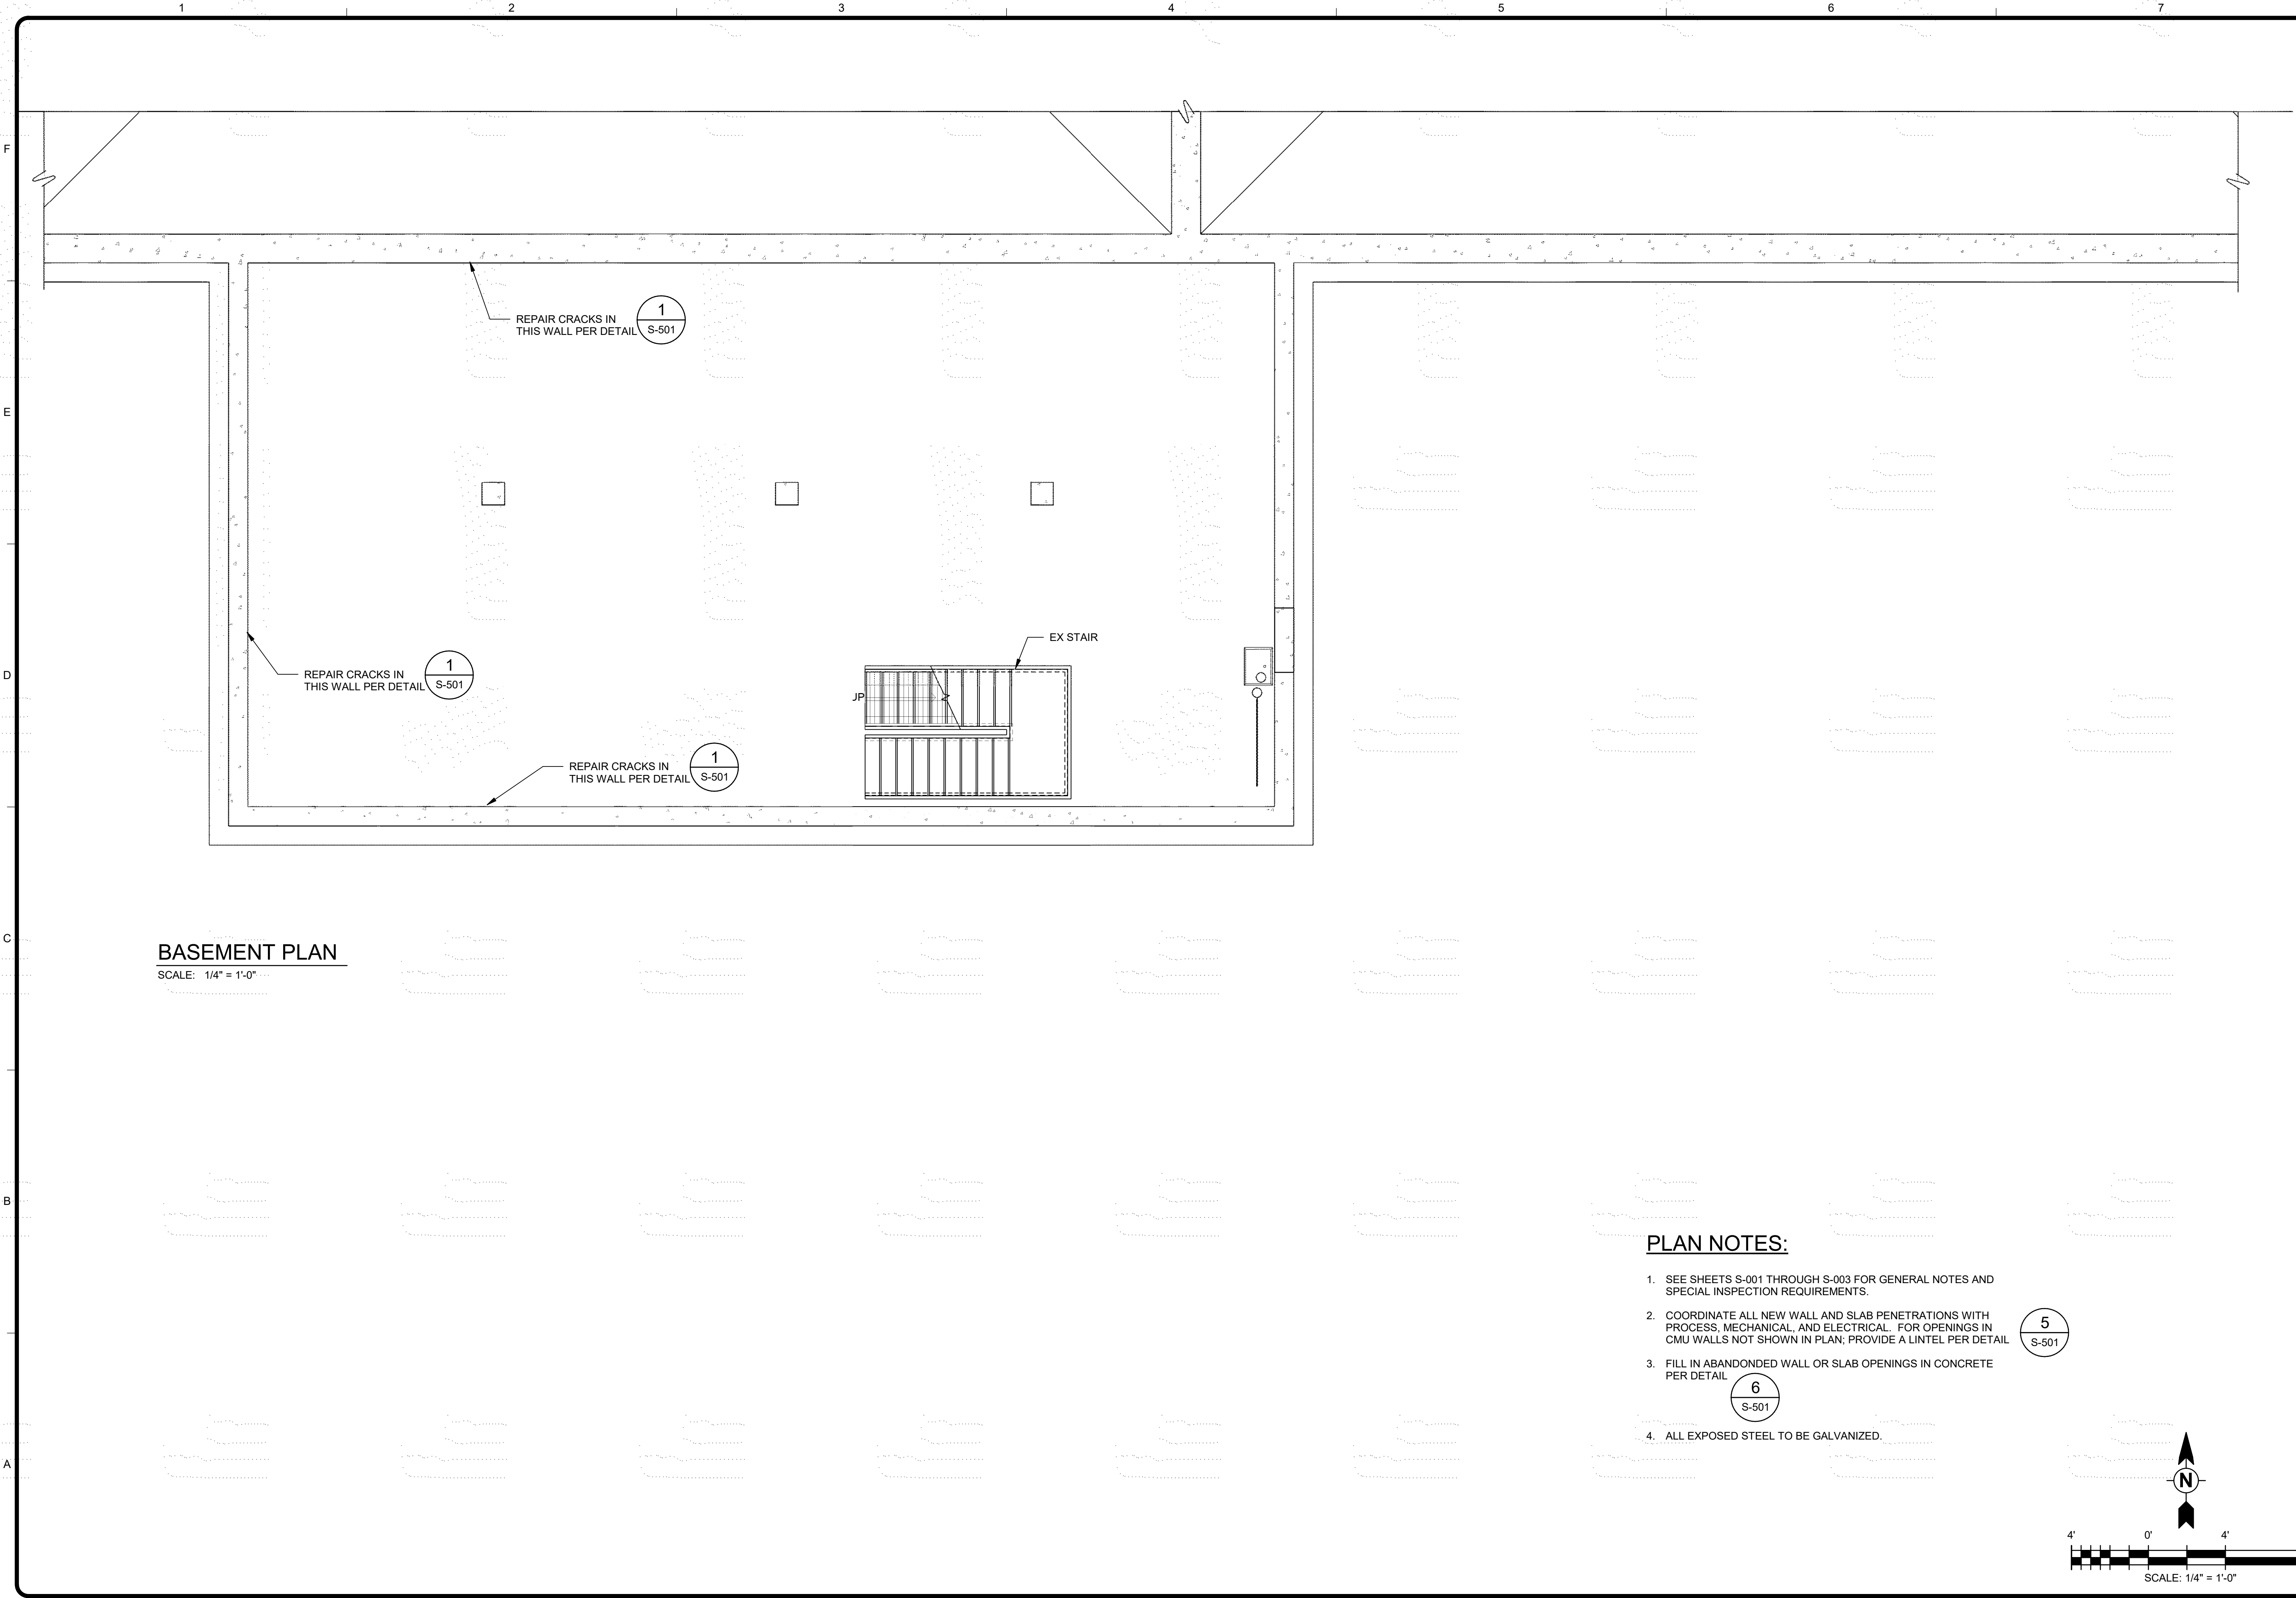 1 2 3 4 5 6 7
F
REPAIR CRACKS IN
THIS WALL PER DETAIL
1
S-501
E
EX STAIR
D
REPAIR CRACKS IN
THIS WALL PER DETAIL
1
S-501
JP
REPAIR CRACKS IN
THIS WALL PER DETAIL
1
S-501
C
BASEMENT PLAN
SCALE: 1/4" = 1'-0"
B
PLAN NOTES:
1. SEE SHEETS S-001 THROUGH S-003 FOR GENERAL NOTES AND
SPECIAL INSPECTION REQUIREMENTS.
2. COORDINATE ALL NEW WALL AND SLAB PENETRATIONS WITH
PROCESS, MECHANICAL, AND ELECTRICAL. FOR OPENINGS IN
CMU WALLS NOT SHOWN IN PLAN; PROVIDE A LINTEL PER DETAIL
5
S-501
3. FILL IN ABANDONDED WALL OR SLAB OPENINGS IN CONCRETE
PER DETAIL
6
S-501
4. ALL EXPOSED STEEL TO BE GALVANIZED.
A
N
4' 0' 4'
SCALE: 1/4" = 1'-0"